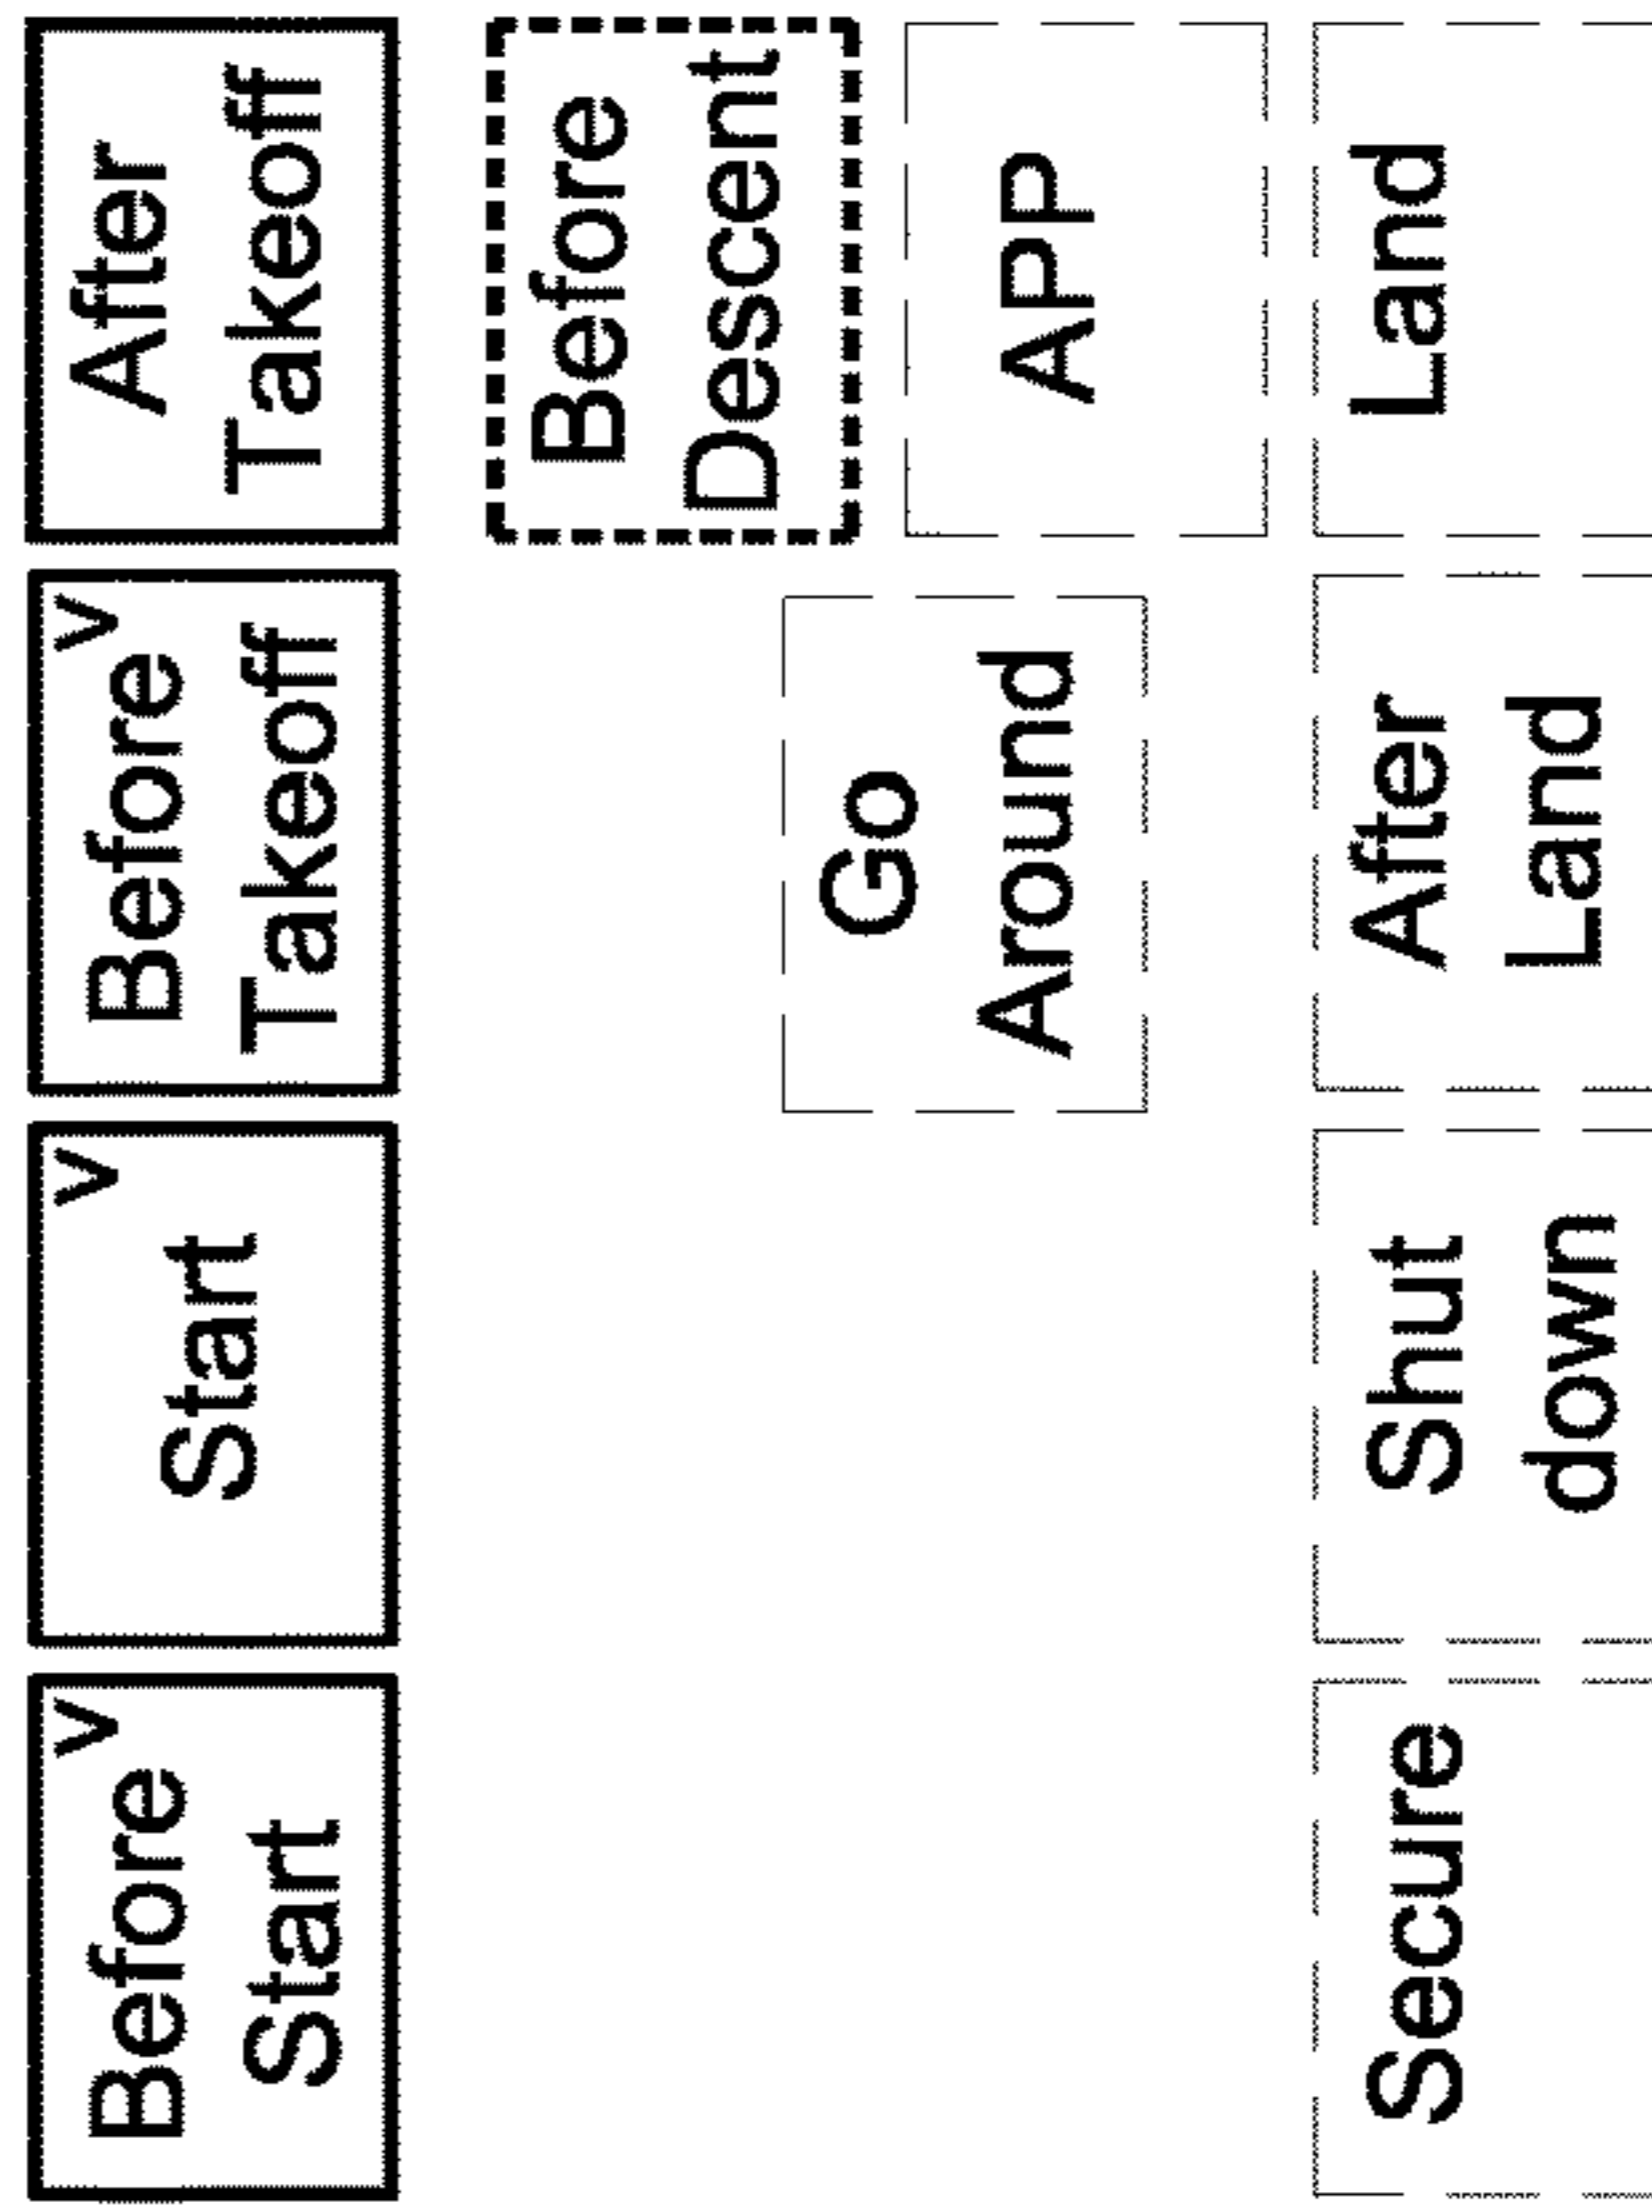 v
Before
Start
v
Start
v
Before
Takeoff
After
Takeoff
Before
Descent
Go
Around
APP
Secure
Shut
down
After
Land
Land